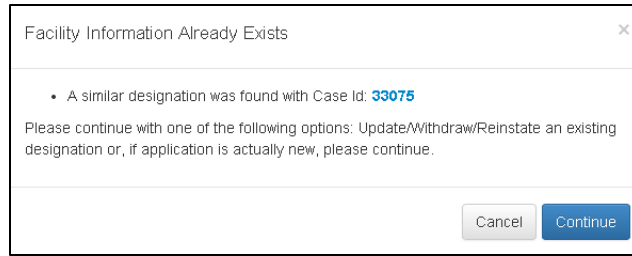 Facility Information Already Exists ×
• A similar designation was found with Case Id: 33075
Please continue with one of the following options: Update/Withdraw/Reinstate an existing
designation or, if application is actually new, please continue.
Cancel Continue